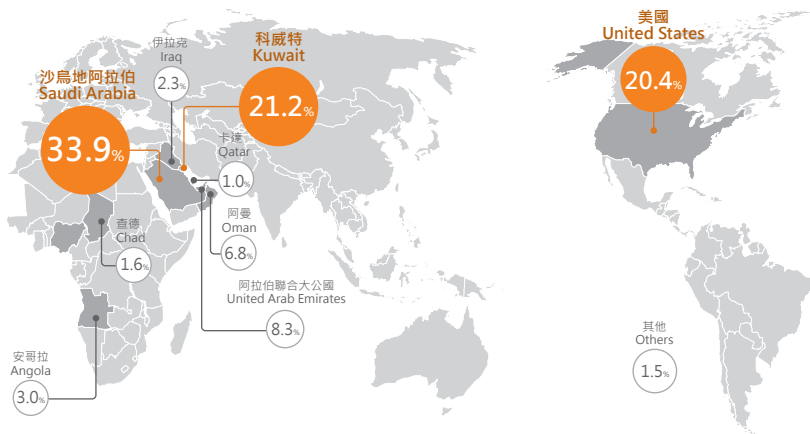 沙烏地阿拉伯
Saudi Arabia
33.9%
伊拉克
Iraq
2.3%
科威特
Kuwait
21.2%
卡達
Qatar
1.0%
阿曼
Oman
6.8%
查德
Chad
1.6%
阿拉伯聯合大公國
United Arab Emirates
8.3%
安哥拉
Angola
3.0%
美國
United States
20.4%
其他
Others
1.5%